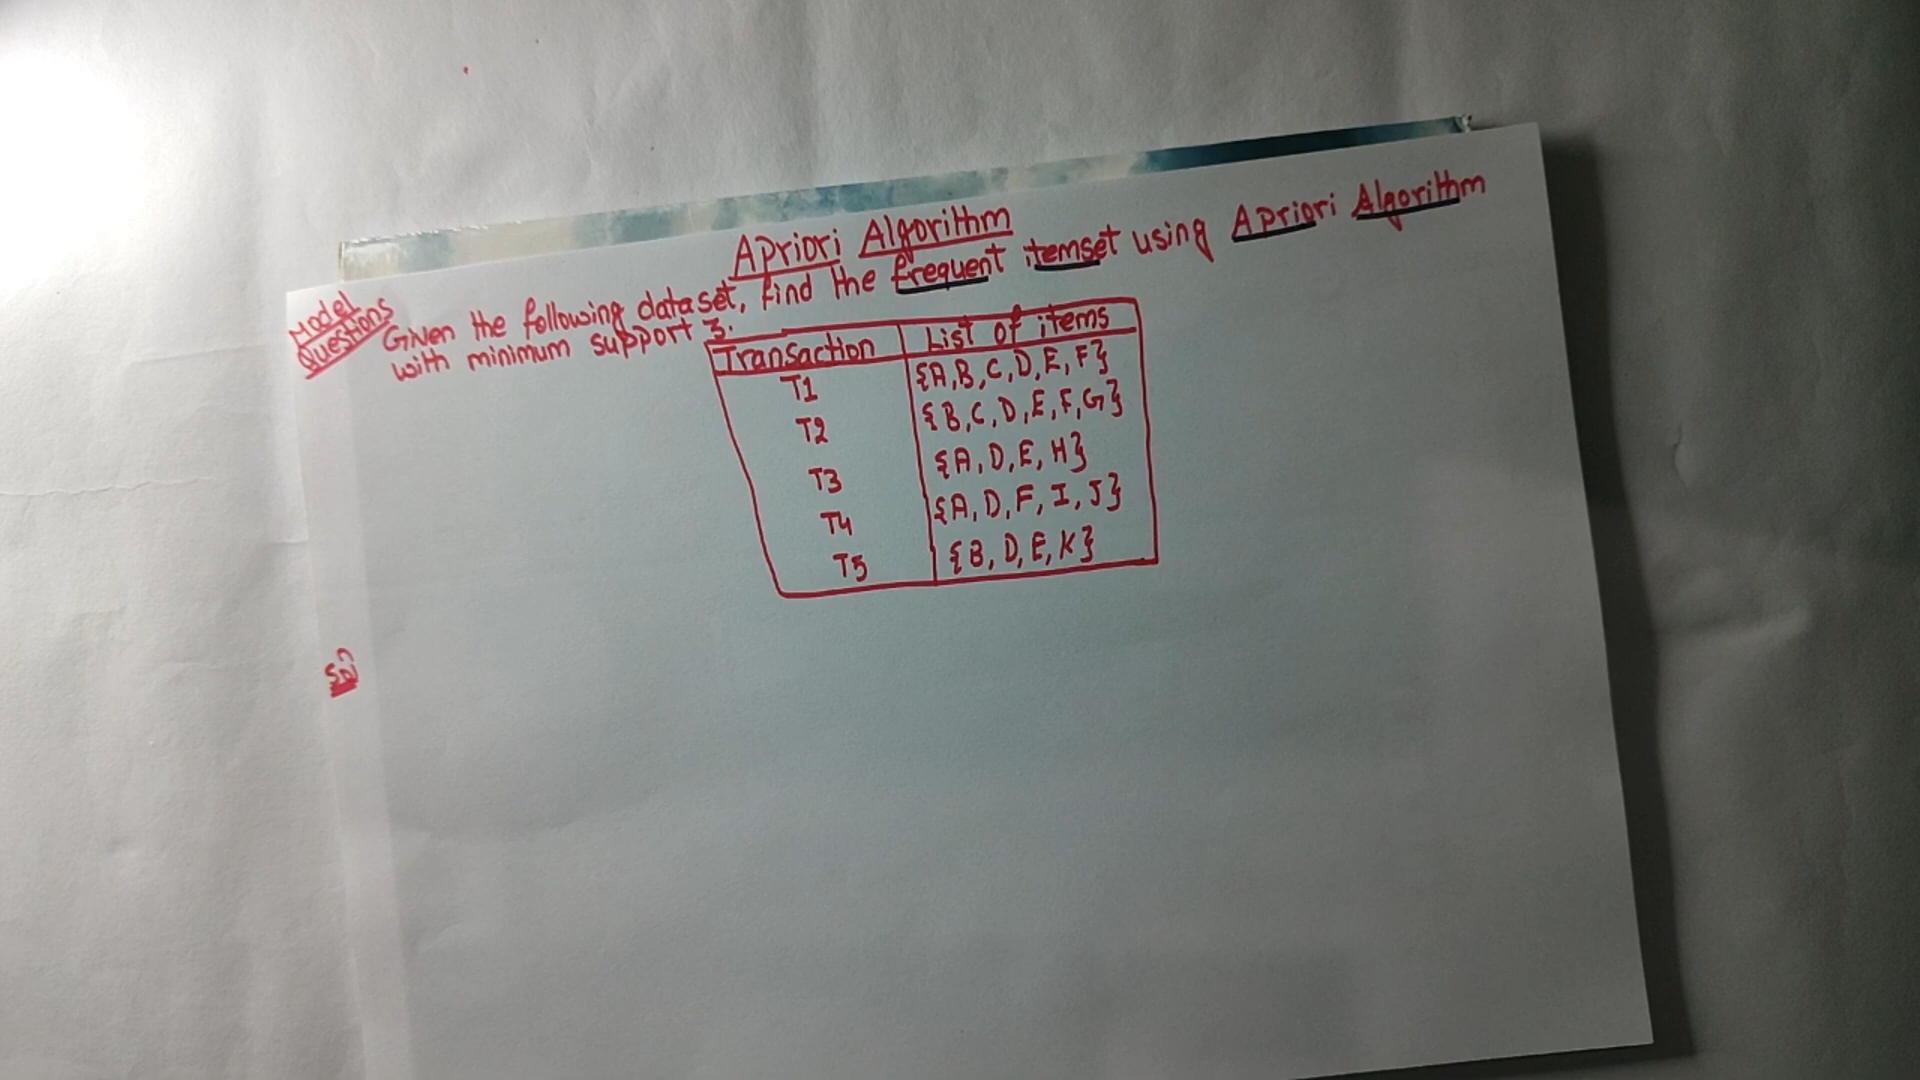 Apriori Algorithm
Model
Questions
Given the following dataset, find the frequent itemset using Apriori Algorithm
with minimum support 3.
Transaction List of items
T1 {A,B,C,D,E,F}
T2 {B,C,D,E,F,G}
T3 {A,D,E,H}
T4 {A,D,F,I,J}
T5 {B,D,E,K}